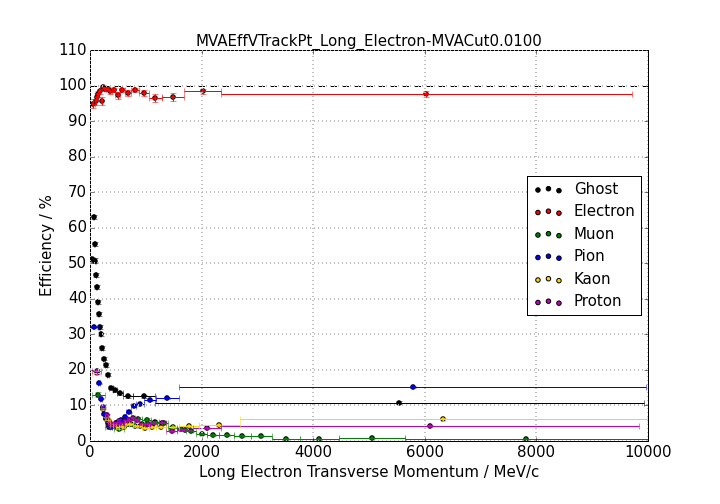 MVAEffVTrackPt_Long_Electron-MVACut0.0100
110
100
90
80
70
60
50
40
30
20
10
0
Efficiency / %
Ghost
Electron
Muon
Pion
Kaon
Proton
0 2000 4000 6000 8000 10000
Long Electron Transverse Momentum / MeV/c